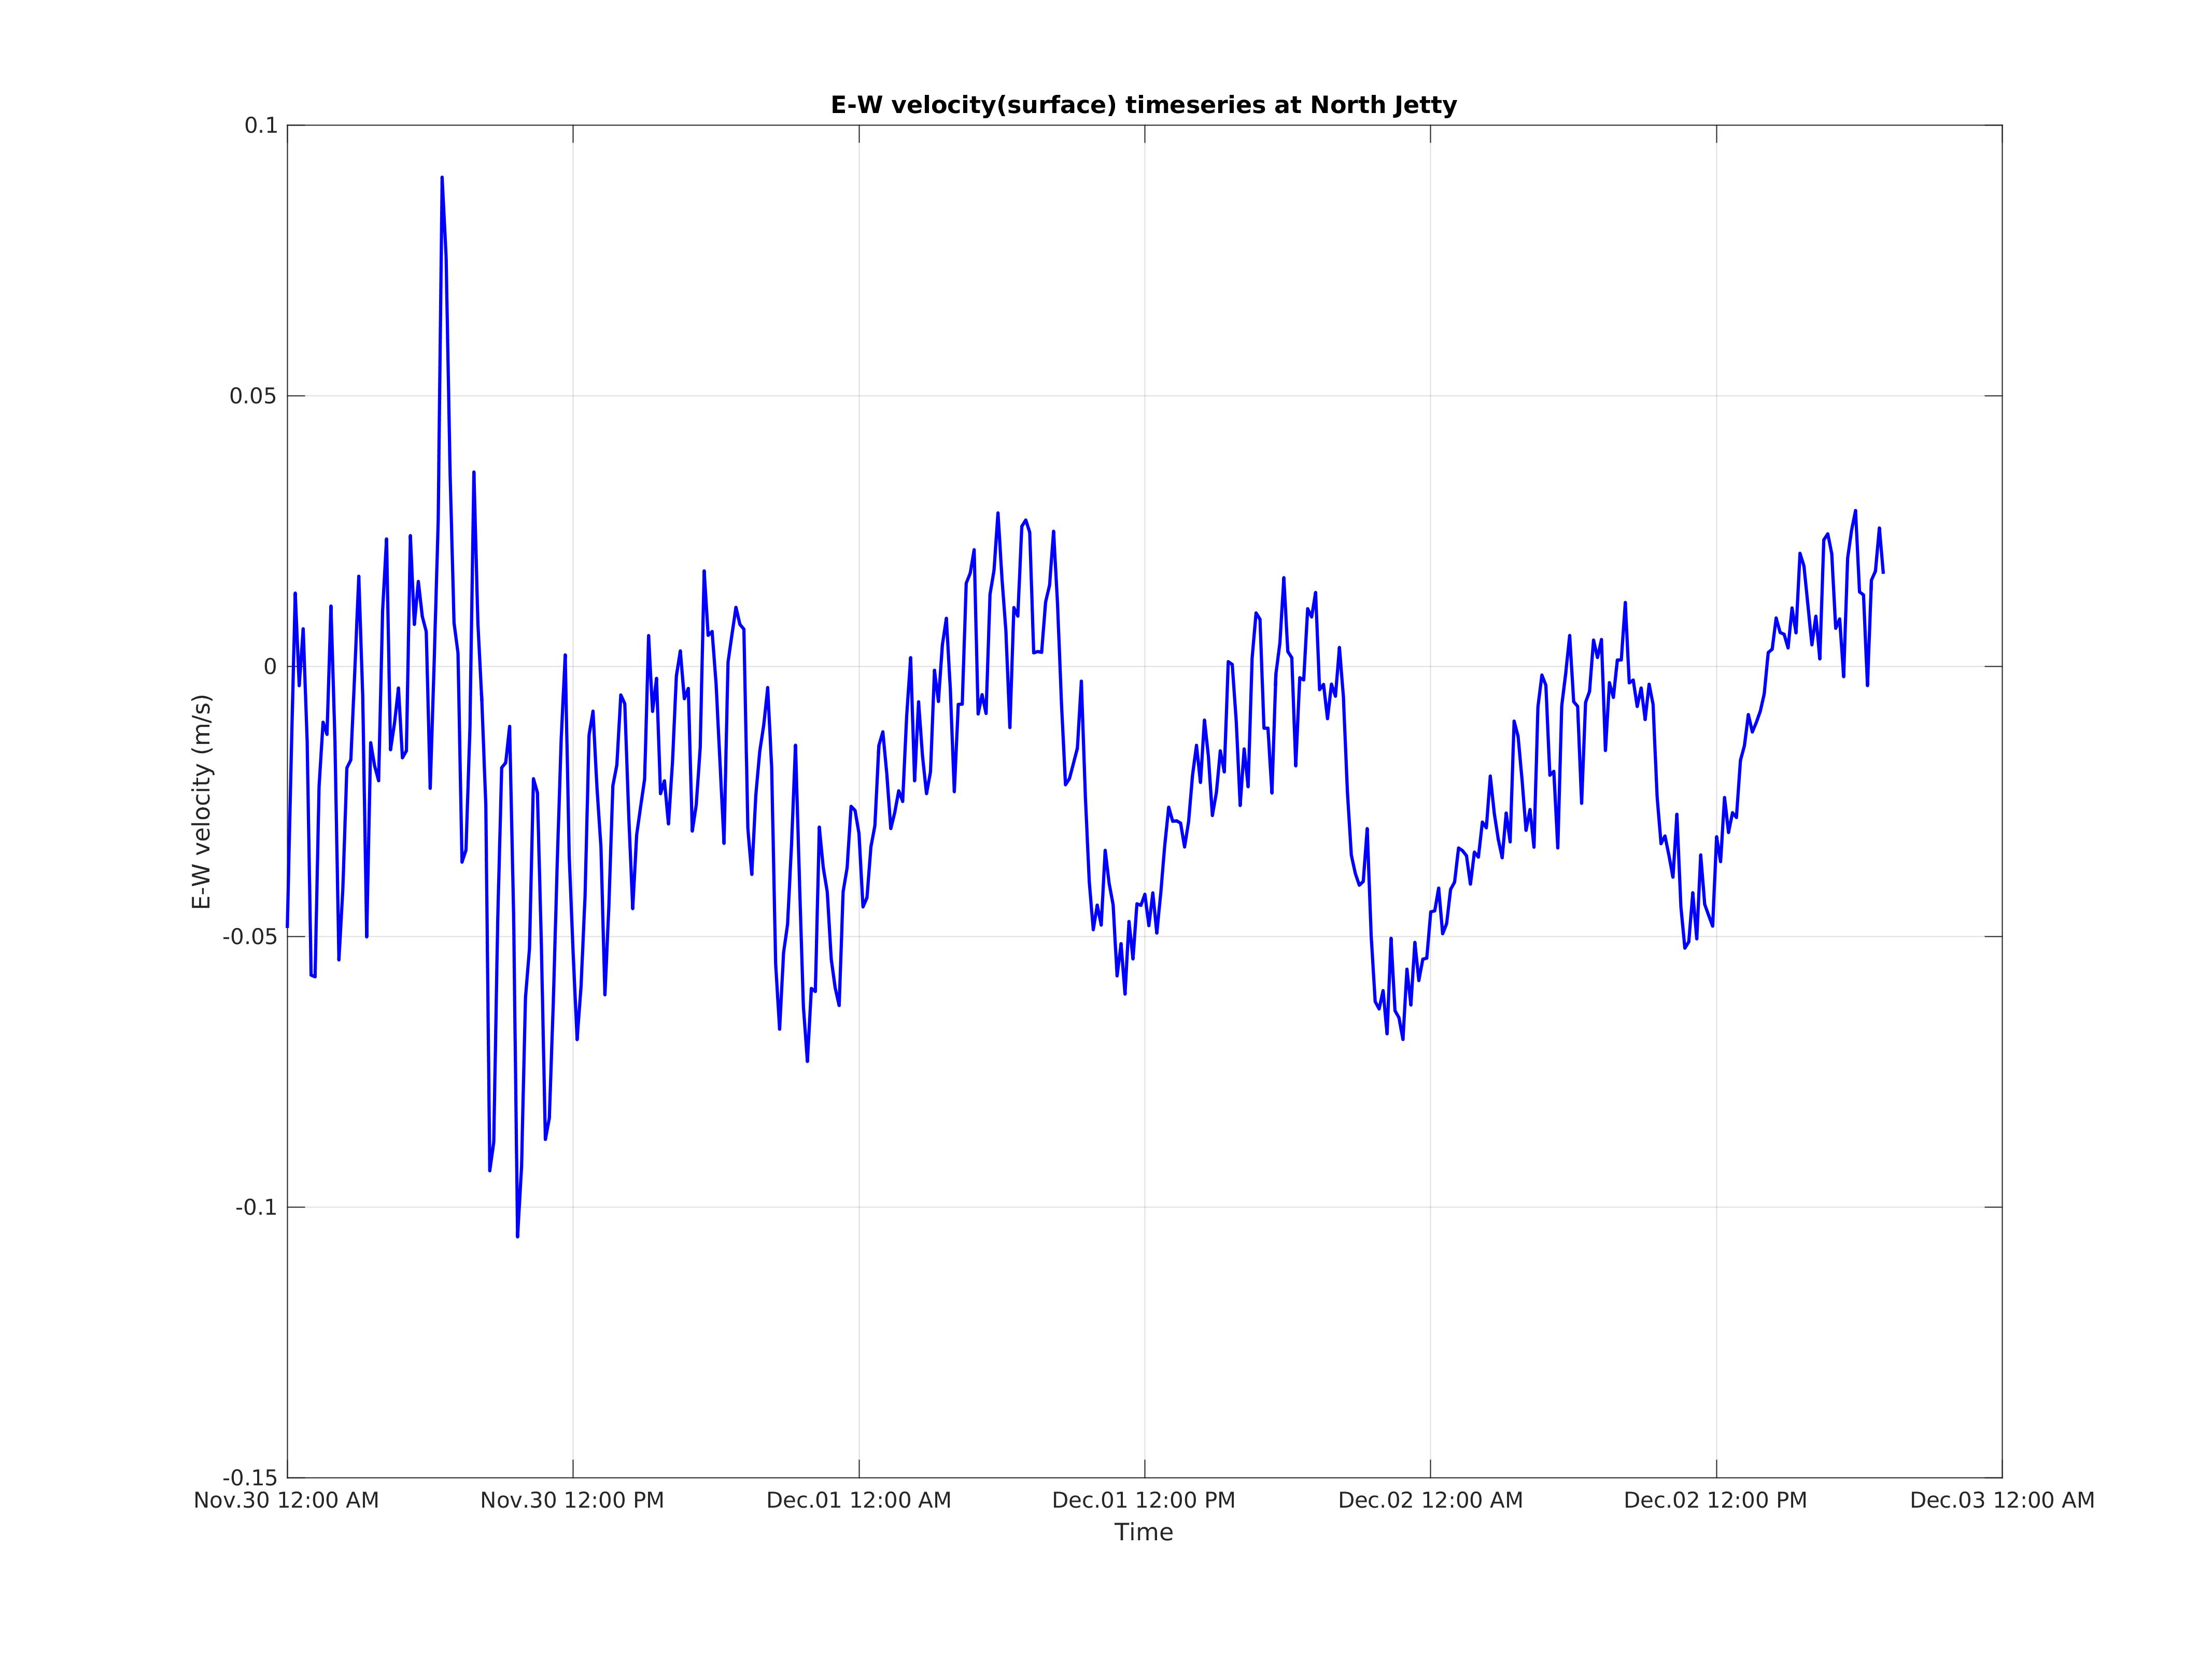 E-W velocity(surface) timeseries at North Jetty
0.1
0.05
0
-0.05
-0.1
-0.15
E-W velocity (m/s)
Nov.30 12:00 AM Nov.30 12:00 PM Dec.01 12:00 AM Dec.01 12:00 PM Dec.02 12:00 AM Dec.02 12:00 PM Dec.03 12:00 AM
Time